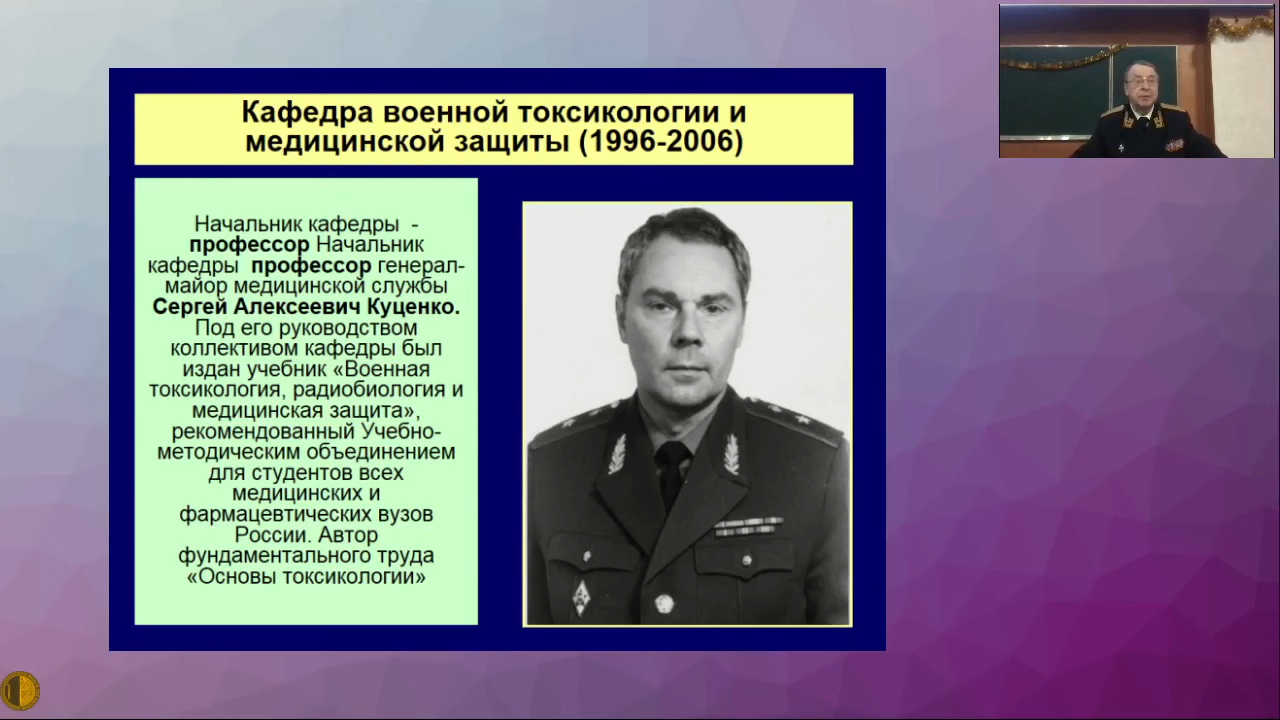 Кафедра военной токсикологии и
медицинской защиты (1996-2006)
Начальник кафедры -
профессор Начальник
кафедры профессор генерал-
майор медицинской службы
Сергей Алексеевич Куценко.
Под его руководством
коллективом кафедры был
издан учебник «Военная
токсикология, радиобиология и
медицинская защита»,
рекомендованный Учебно-
методическим объединением
для студентов всех
медицинских и
фармацевтических вузов
России. Автор
фундаментального труда
«Основы токсикологии»